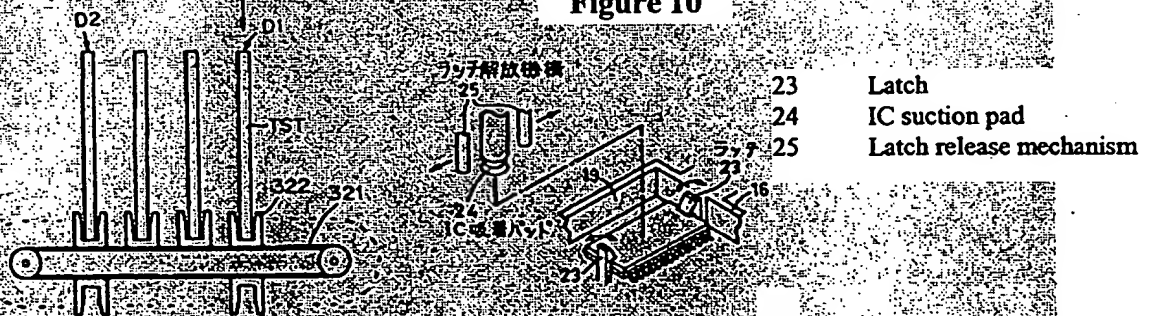 Figure 10
D2
D1
TST
322
321
ラッチ解放機構
25
24
IC吸着パッド
ラッチ
23
19
16
23
23 Latch
24 IC suction pad
25 Latch release mechanism